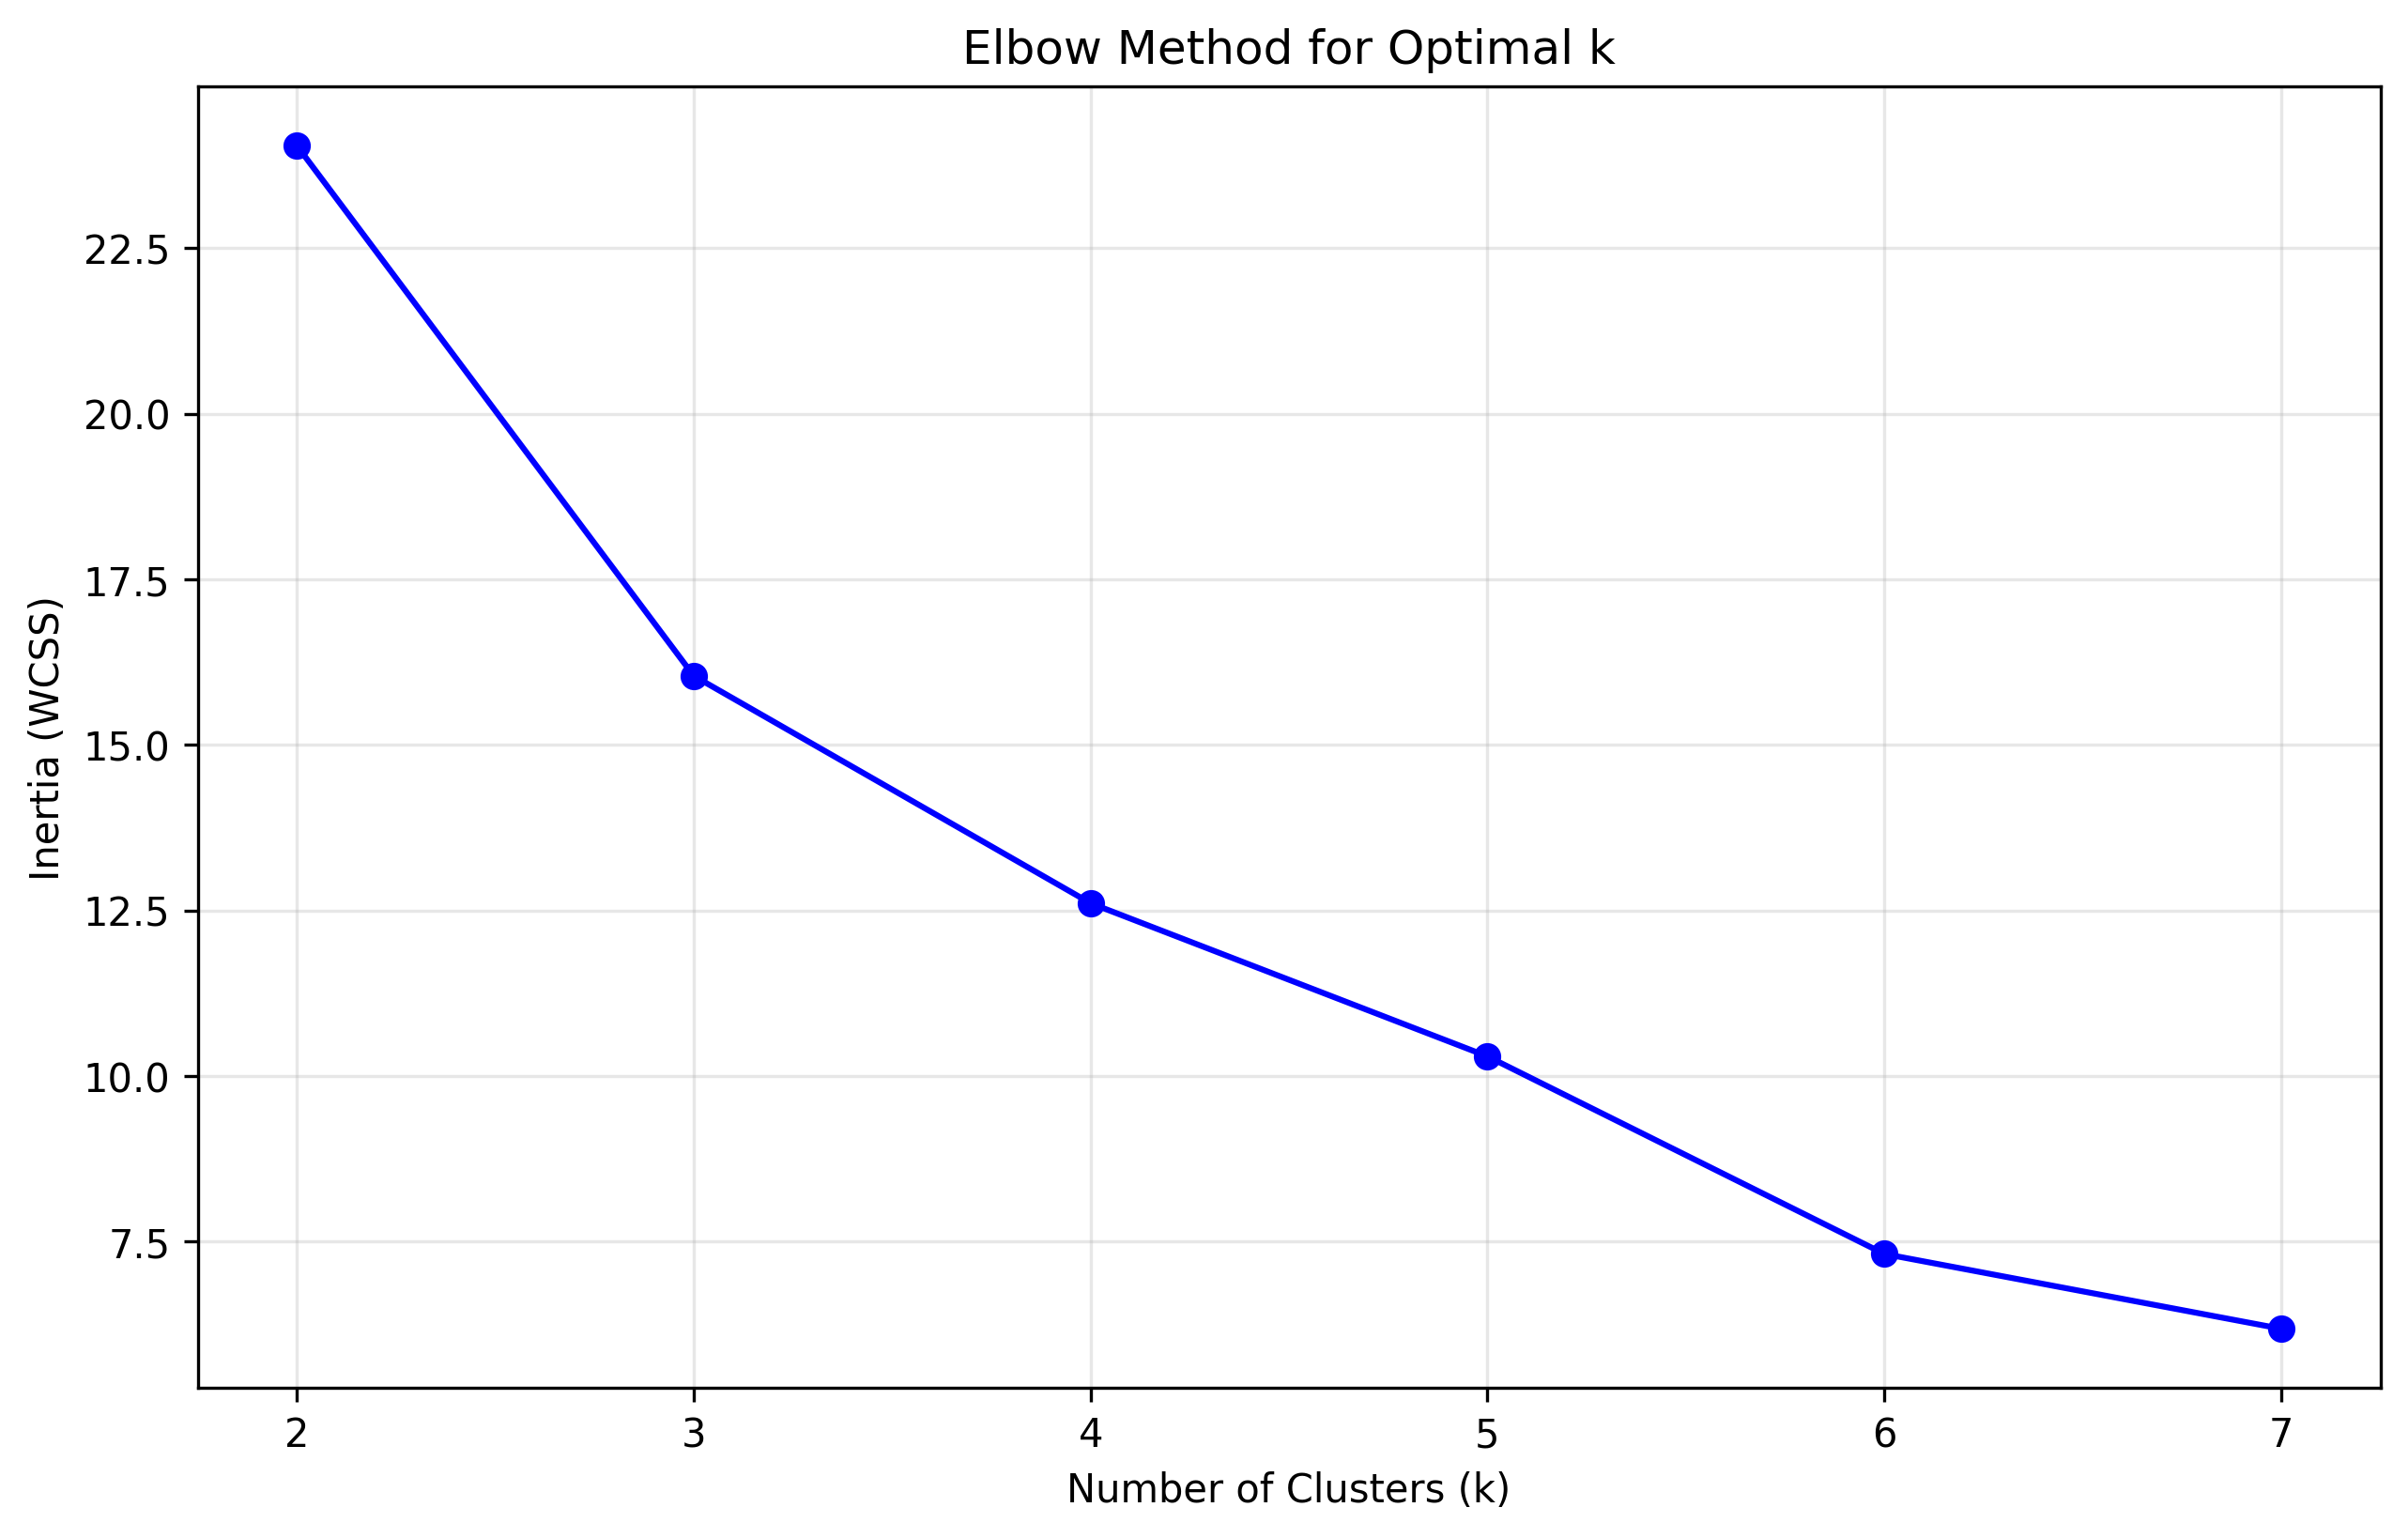 Elbow Method for Optimal k
Inertia (WCSS)
22.5
20.0
17.5
15.0
12.5
10.0
7.5
2 3 4 5 6 7
Number of Clusters (k)